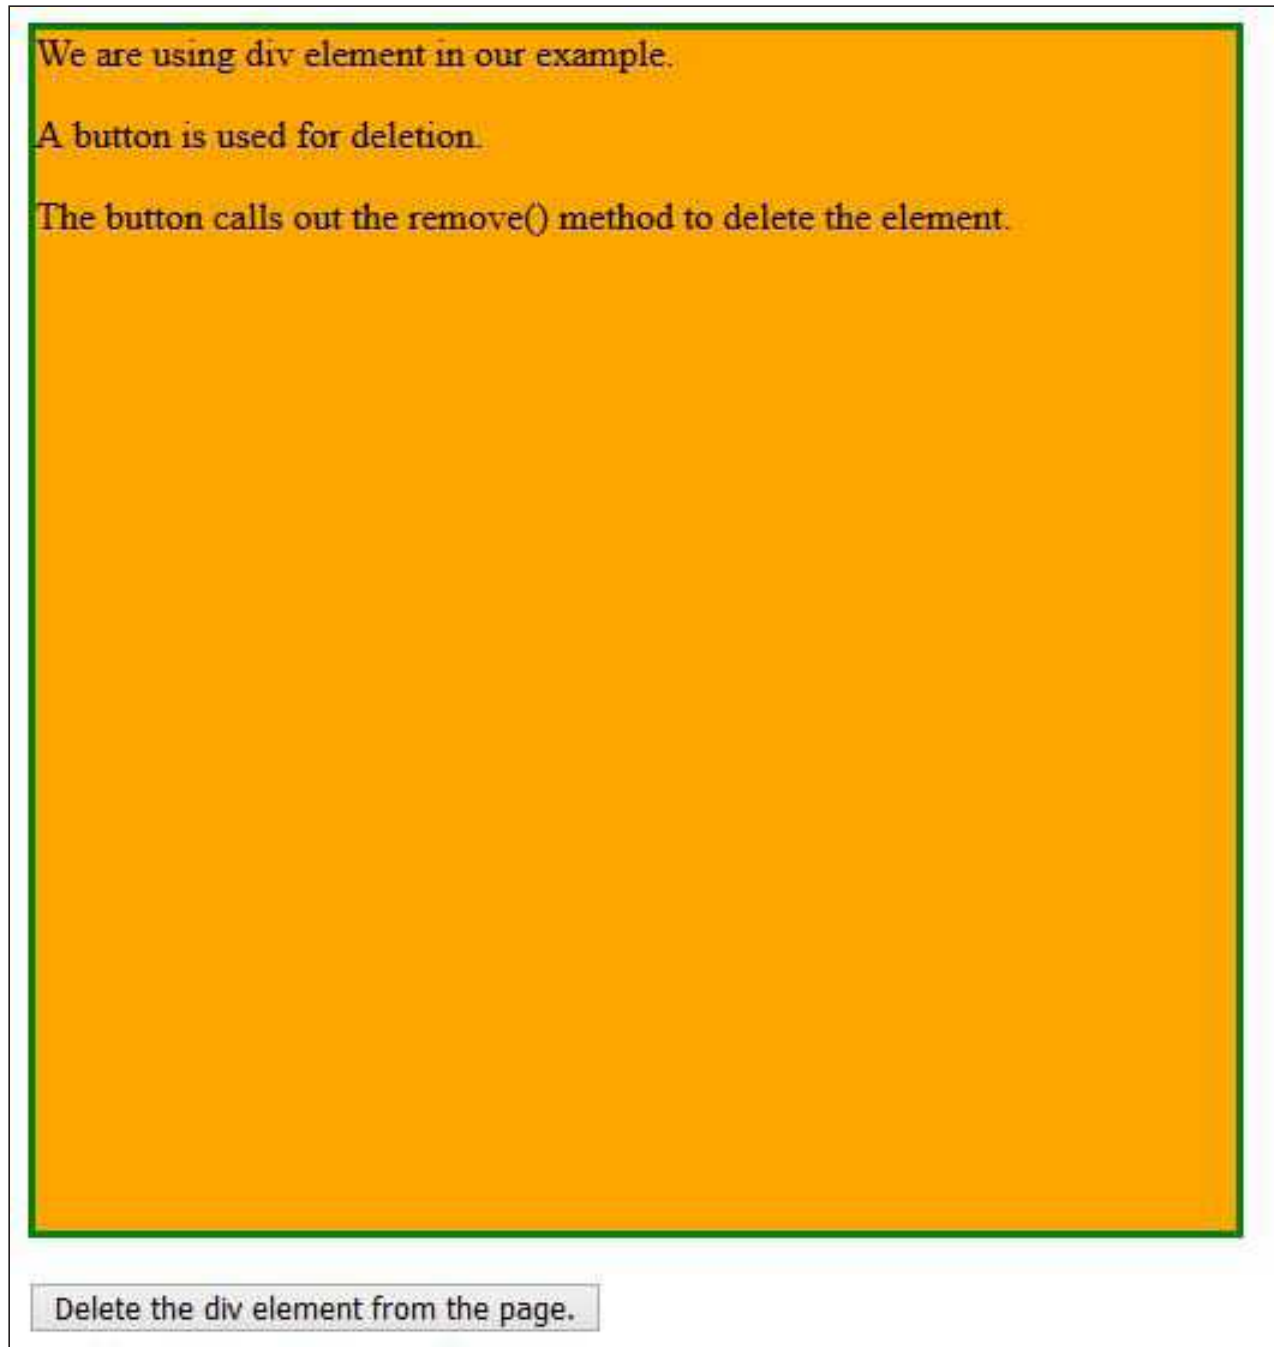 We are using div element in our example.
A button is used for deletion.
The button calls out the remove() method to delete the element.
Delete the div element from the page.